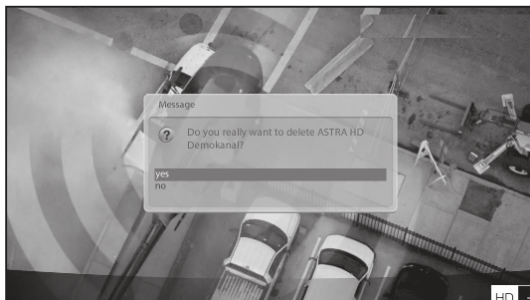 Message
Do you really want to delete ASTRA HD
Demokanal?
yes
no
HD